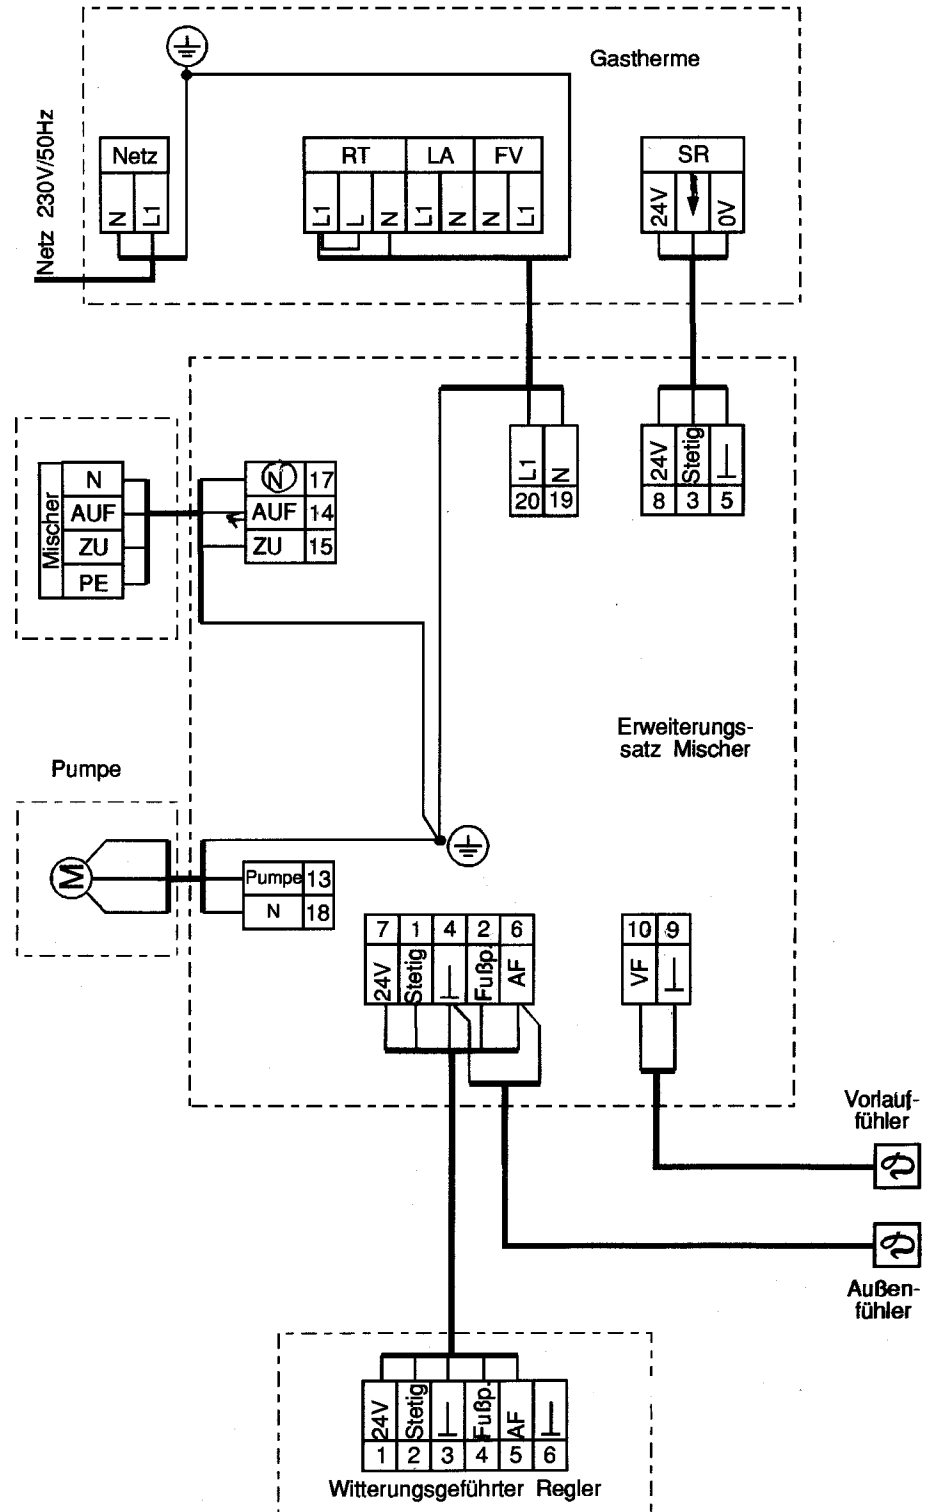 Gastherme
Netz 230V/50Hz
Netz
N L1
RT LA FV
L1 L N L1 N N L1
SR
24V 0V
L1 N
20 19
24V Stetig
8 3 5
Mischer
N
AUF
ZU
PE
N 17
AUF 14
ZU 15
Erweiterungs-
satz Mischer
Pumpe
M
Pumpe 13
N 18
7 1 4 2 6
24V Stetig Fußp. AF
10 9
VF
Vorlauf-
fühler
Außen-
fühler
24V Stetig Fußp. AF
1 2 3 4 5 6
Witterungsgeführter Regler